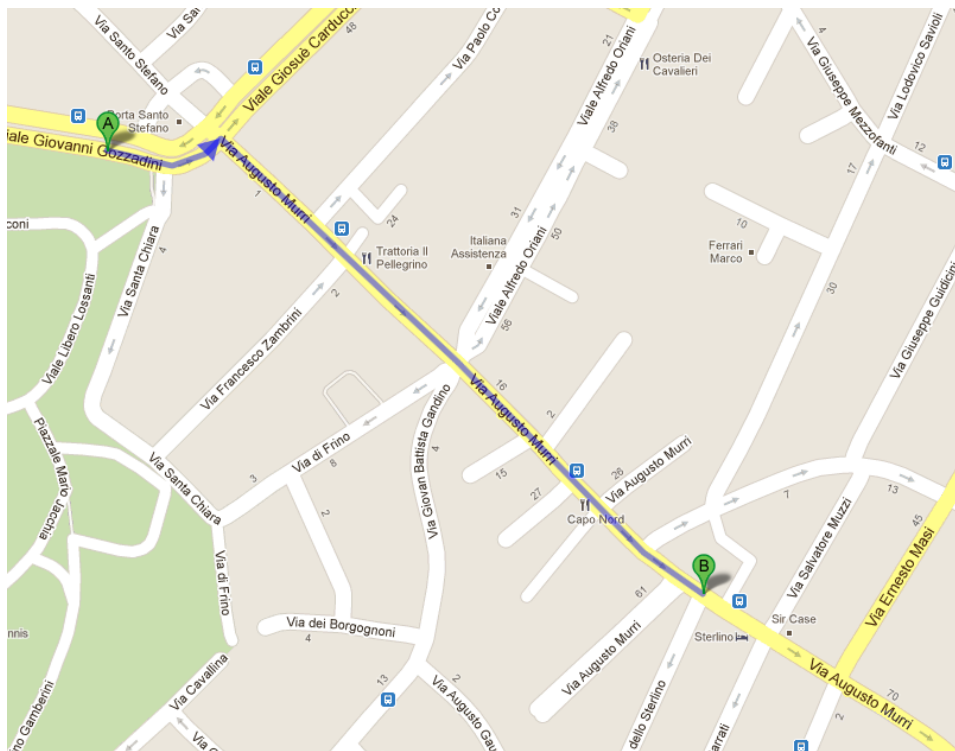 Via Santo Stefano
Via Paolo Co
Viale Giosuè Carducci
48
4
Via Giuseppe Mezzofanti
Via Lodovico Savioli
21
Osteria Dei
Cavalieri
Viale Alfredo Oriani
38
Porta Santo
Stefano
A
iale Giovanni Gozzadini
Via Augusto Murri
1
12
17
coni
4
Via Santa Chiara
24
31
50
10
Trattoria Il
Pellegrino
Italiana
Assistenza
Viale Alfredo Oriani
Ferrari
Marco
Viale Libero Lossanti
2
56
30
Via Giuseppe Guidicini
Via Francesco Zambrini
16
Via Augusto Murri
2
Piazzale Mario Jacchia
Via di Frino
Via Giovan Battista Gandino
4
8
3
15
27
26
Via Augusto Murri
Via Santa Chiara
2
Capo Nord
7
13
45
Via Salvatore Muzzi
Via Ernesto Masi
Via di Frino
B
61
Via dei Borgognoni
4
Sir Case
Sterlino
nnis
Via Cavallina
Via Augusto Murri
Via Augusto Murri
70
2
13
2
Via Augusto Gau
dello Sterlino
arrati
no Gamberini